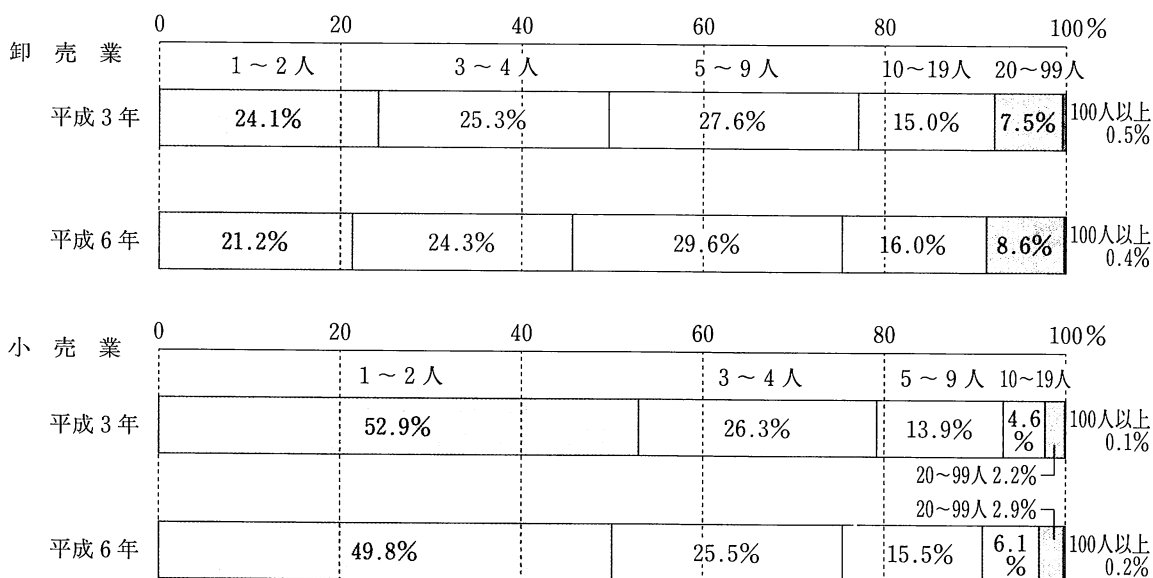 0 20 40 60 80 100%
卸売業
1～2人 3～4人 5～9人 10～19人 20～99人
平成3年 24.1% 25.3% 27.6% 15.0% 7.5% 100人以上 0.5%
平成6年 21.2% 24.3% 29.6% 16.0% 8.6% 100人以上 0.4%
0 20 40 60 80 100%
小売業
1～2人 3～4人 5～9人 10～19人
平成3年 52.9% 26.3% 13.9% 4.6% 100人以上 0.1%
20～99人 2.2%
20～99人 2.9%
平成6年 49.8% 25.5% 15.5% 6.1% 100人以上 0.2%